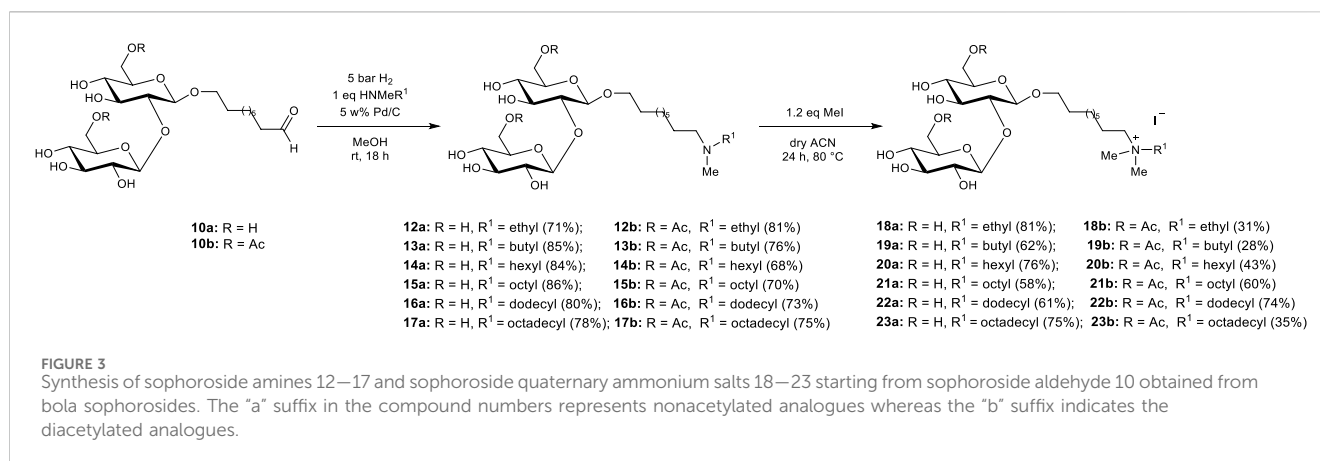 OR
HO
HO
O
O
OR
O
O
HO
HO
HO
O
OH
5
O
H
5 bar H2
1 eq HNMeR1
5 w% Pd/C
MeOH
rt, 18 h
OR
HO
HO
O
O
OR
O
O
HO
HO
HO
O
OH
5
N
R1
Me
1.2 eq MeI
dry ACN
24 h, 80 °C
OR
HO
HO
O
O
OR
O
O
HO
HO
HO
O
OH
5
I−
+
Me N R1
Me
10a: R = H
10b: R = Ac
12a: R = H, R1 = ethyl (71%); 12b: R = Ac, R1 = ethyl (81%)
13a: R = H, R1 = butyl (85%); 13b: R = Ac, R1 = butyl (76%)
14a: R = H, R1 = hexyl (84%); 14b: R = Ac, R1 = hexyl (68%)
15a: R = H, R1 = octyl (86%); 15b: R = Ac, R1 = octyl (70%)
16a: R = H, R1 = dodecyl (80%); 16b: R = Ac, R1 = dodecyl (73%)
17a: R = H, R1 = octadecyl (78%); 17b: R = Ac, R1 = octadecyl (75%)
18a: R = H, R1 = ethyl (81%); 18b: R = Ac, R1 = ethyl (31%)
19a: R = H, R1 = butyl (62%); 19b: R = Ac, R1 = butyl (28%)
20a: R = H, R1 = hexyl (76%); 20b: R = Ac, R1 = hexyl (43%)
21a: R = H, R1 = octyl (58%); 21b: R = Ac, R1 = octyl (60%)
22a: R = H, R1 = dodecyl (61%); 22b: R = Ac, R1 = dodecyl (74%)
23a: R = H, R1 = octadecyl (75%); 23b: R = Ac, R1 = octadecyl (35%)
FIGURE 3
Synthesis of sophoroside amines 12—17 and sophoroside quaternary ammonium salts 18—23 starting from sophoroside aldehyde 10 obtained from
bola sophorosides. The “a” suffix in the compound numbers represents nonacetylated analogues whereas the “b” suffix indicates the
diacetylated analogues.